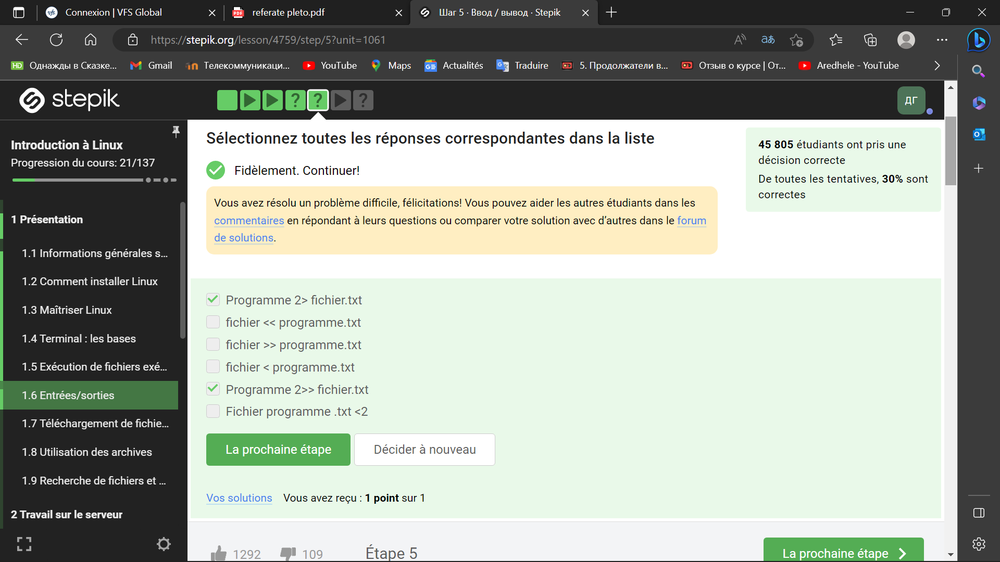 Connexion | VFS Global
referate pleto.pdf
Шаг 5 · Ввод / вывод · Stepik
https://stepik.org/lesson/4759/step/5?unit=1061
Однажды в Сказке...
Gmail
Телекоммуникаци...
YouTube
Maps
Actualités
Traduire
5. Продолжатели в...
Отзыв о курсе | От...
Aredhele - YouTube
stepik
ДГ
Introduction à Linux
Progression du cours: 21/137
1 Présentation
1.1 Informations générales s...
1.2 Comment installer Linux
1.3 Maîtriser Linux
1.4 Terminal : les bases
1.5 Exécution de fichiers exé...
1.6 Entrées/sorties
1.7 Téléchargement de fichie...
1.8 Utilisation des archives
1.9 Recherche de fichiers et ...
2 Travail sur le serveur
Sélectionnez toutes les réponses correspondantes dans la liste
Fidèlement. Continuer!
Vous avez résolu un problème difficile, félicitations! Vous pouvez aider les autres étudiants dans les
commentaires en répondant à leurs questions ou comparer votre solution avec d'autres dans le forum
de solutions.
45 805 étudiants ont pris une
décision correcte
De toutes les tentatives, 30% sont
correctes
Programme 2> fichier.txt
fichier << programme.txt
fichier >> programme.txt
fichier < programme.txt
Programme 2>> fichier.txt
Fichier programme .txt <2
La prochaine étape
Décider à nouveau
Vos solutions Vous avez reçu : 1 point sur 1
1292
109
Étape 5
La prochaine étape